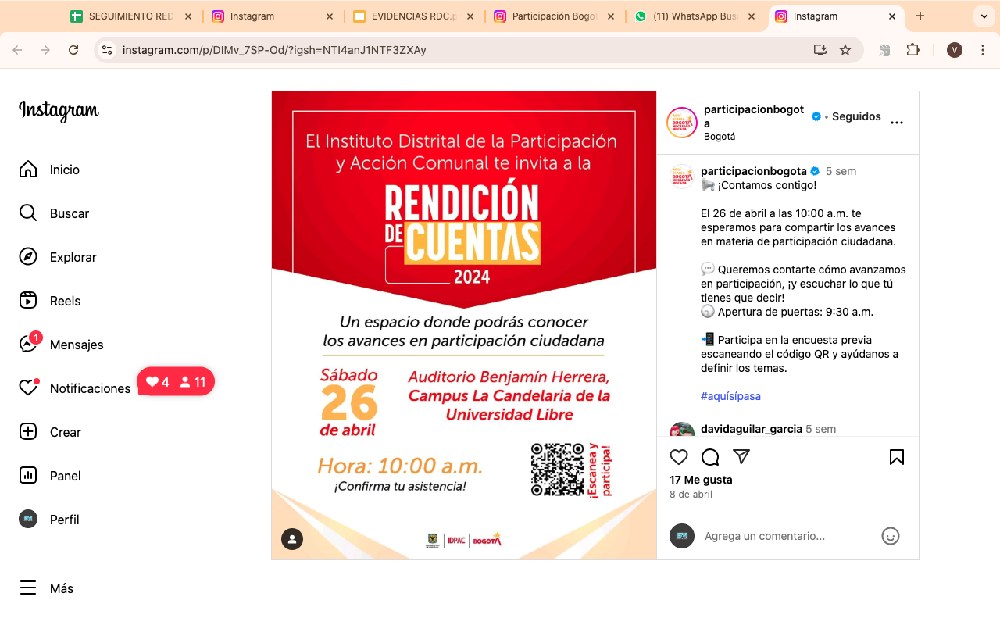 SEGUIMIENTO RED
Instagram
EVIDENCIAS RDC.p
Participación Bogot
(11) WhatsApp Busi
Instagram
instagram.com/p/DIMv_7SP-Od/?igsh=NTI4anJ1NTF3ZXAy
V
Instagram
Inicio
Buscar
Explorar
Reels
1
Mensajes
Notificaciones
4 11
Crear
Panel
Perfil
Más
El Instituto Distrital de la Participación
y Acción Comunal te invita a la
RENDICIÓN
DE CUENTAS
2024
Un espacio donde podrás conocer
los avances en participación ciudadana
Sábado
26
de abril
Auditorio Benjamín Herrera,
Campus La Candelaria de la
Universidad Libre
Hora: 10:00 a.m.
¡Confirma tu asistencia!
¡Escanea y
participa!
IDPAC
BOGOTÁ
participacionbogot
a
• Seguidos
Bogotá
participacionbogota 5 sem
📢 ¡Contamos contigo!
El 26 de abril a las 10:00 a.m. te
esperamos para compartir los avances
en materia de participación ciudadana.
💬 Queremos contarte cómo avanzamos
en participación, ¡y escuchar lo que tú
tienes que decir!
🕤 Apertura de puertas: 9:30 a.m.
📲 Participa en la encuesta previa
escaneando el código QR y ayúdanos a
definir los temas.
#aquísípasa
davidaguilar_garcia 5 sem
17 Me gusta
8 de abril
Agrega un comentario...